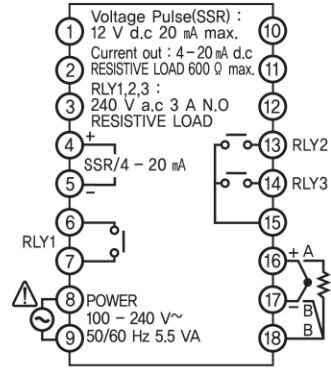 Voltage Pulse(SSR) :
12 V d.c 20 mA max.
Current out : 4-20 mA d.c
RESISTIVE LOAD 600 Ω max.
RLY1,2,3 :
240 V a.c 3 A N.O
RESISTIVE LOAD
1
2
3
4
+
SSR/4 - 20 mA
5
−
6
RLY1
7
8
POWER
100 - 240 V~
9
50/60 Hz 5.5 VA
10
11
12
13 RLY2
14 RLY3
15
16 + A
17 − B
18 B